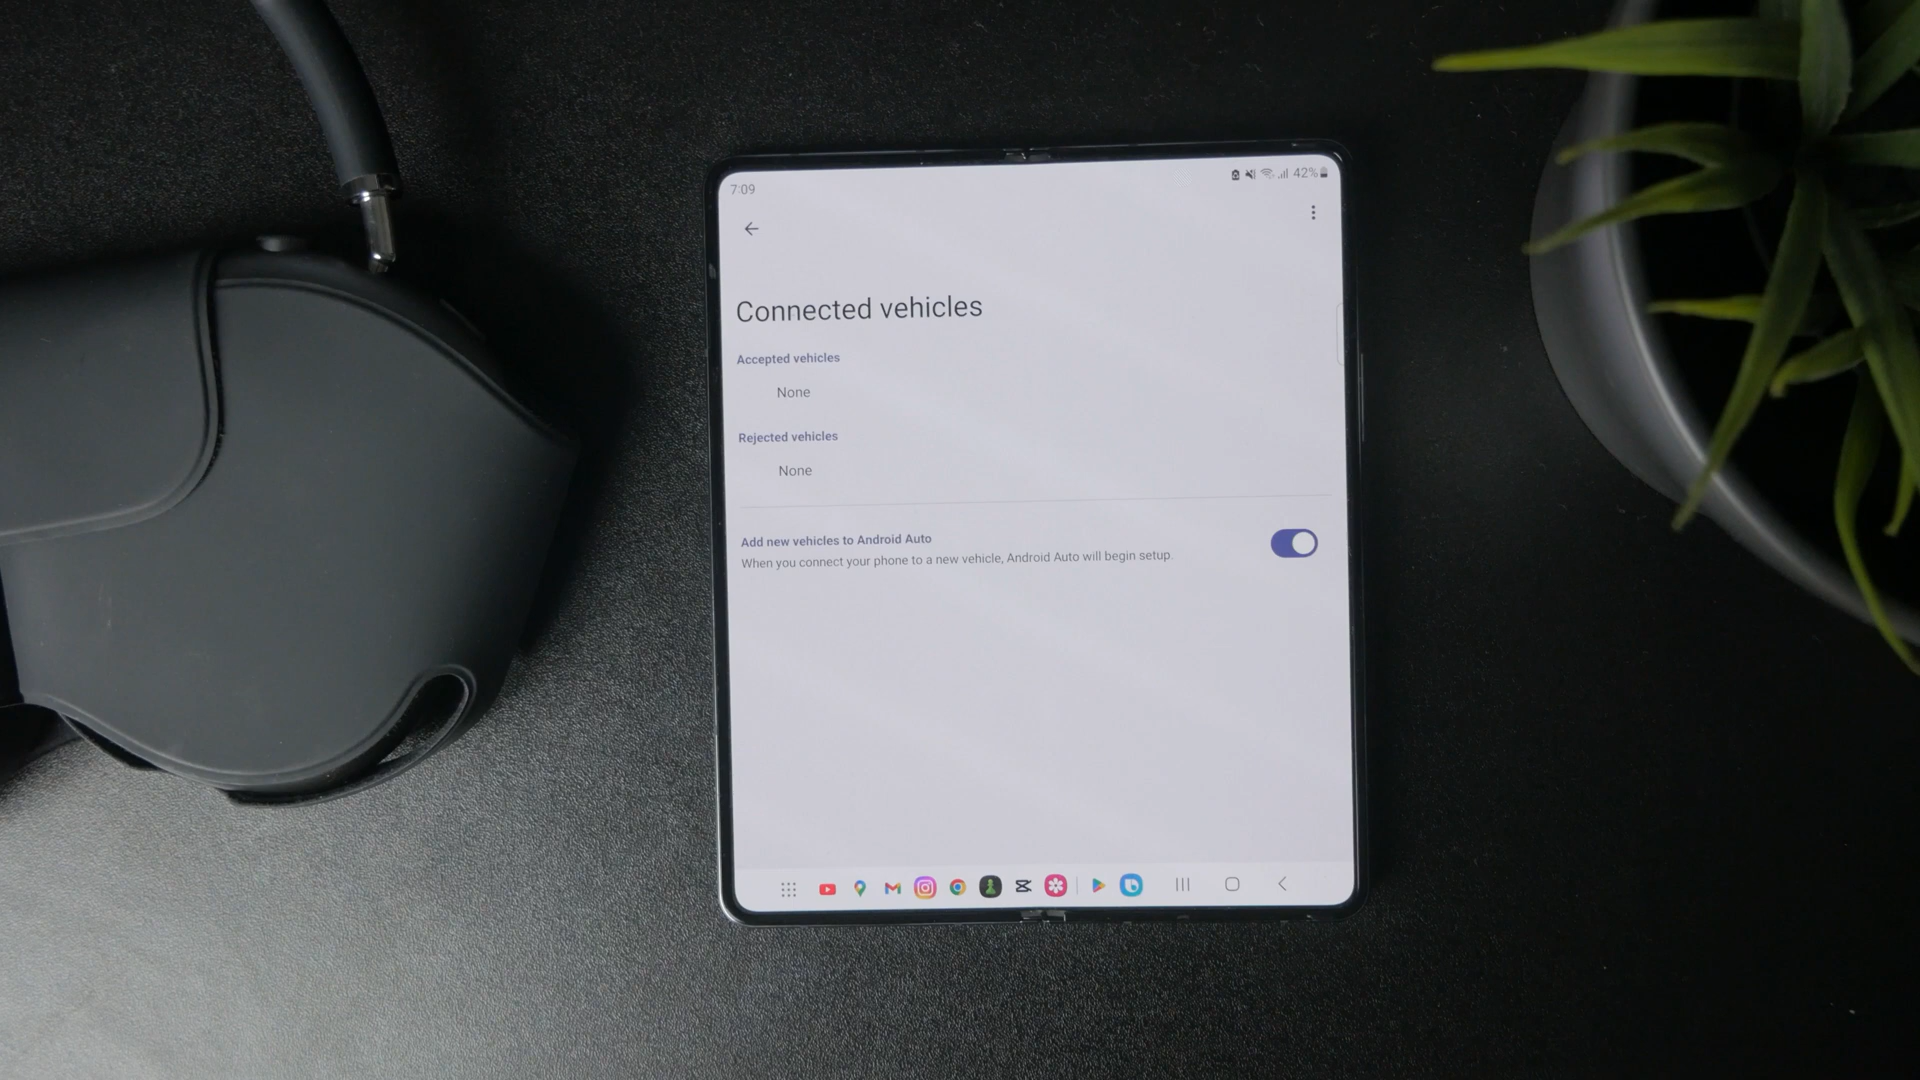 7:09
42%
Connected vehicles
Accepted vehicles
None
Rejected vehicles
None
Add new vehicles to Android Auto
When you connect your phone to a new vehicle, Android Auto will begin setup.